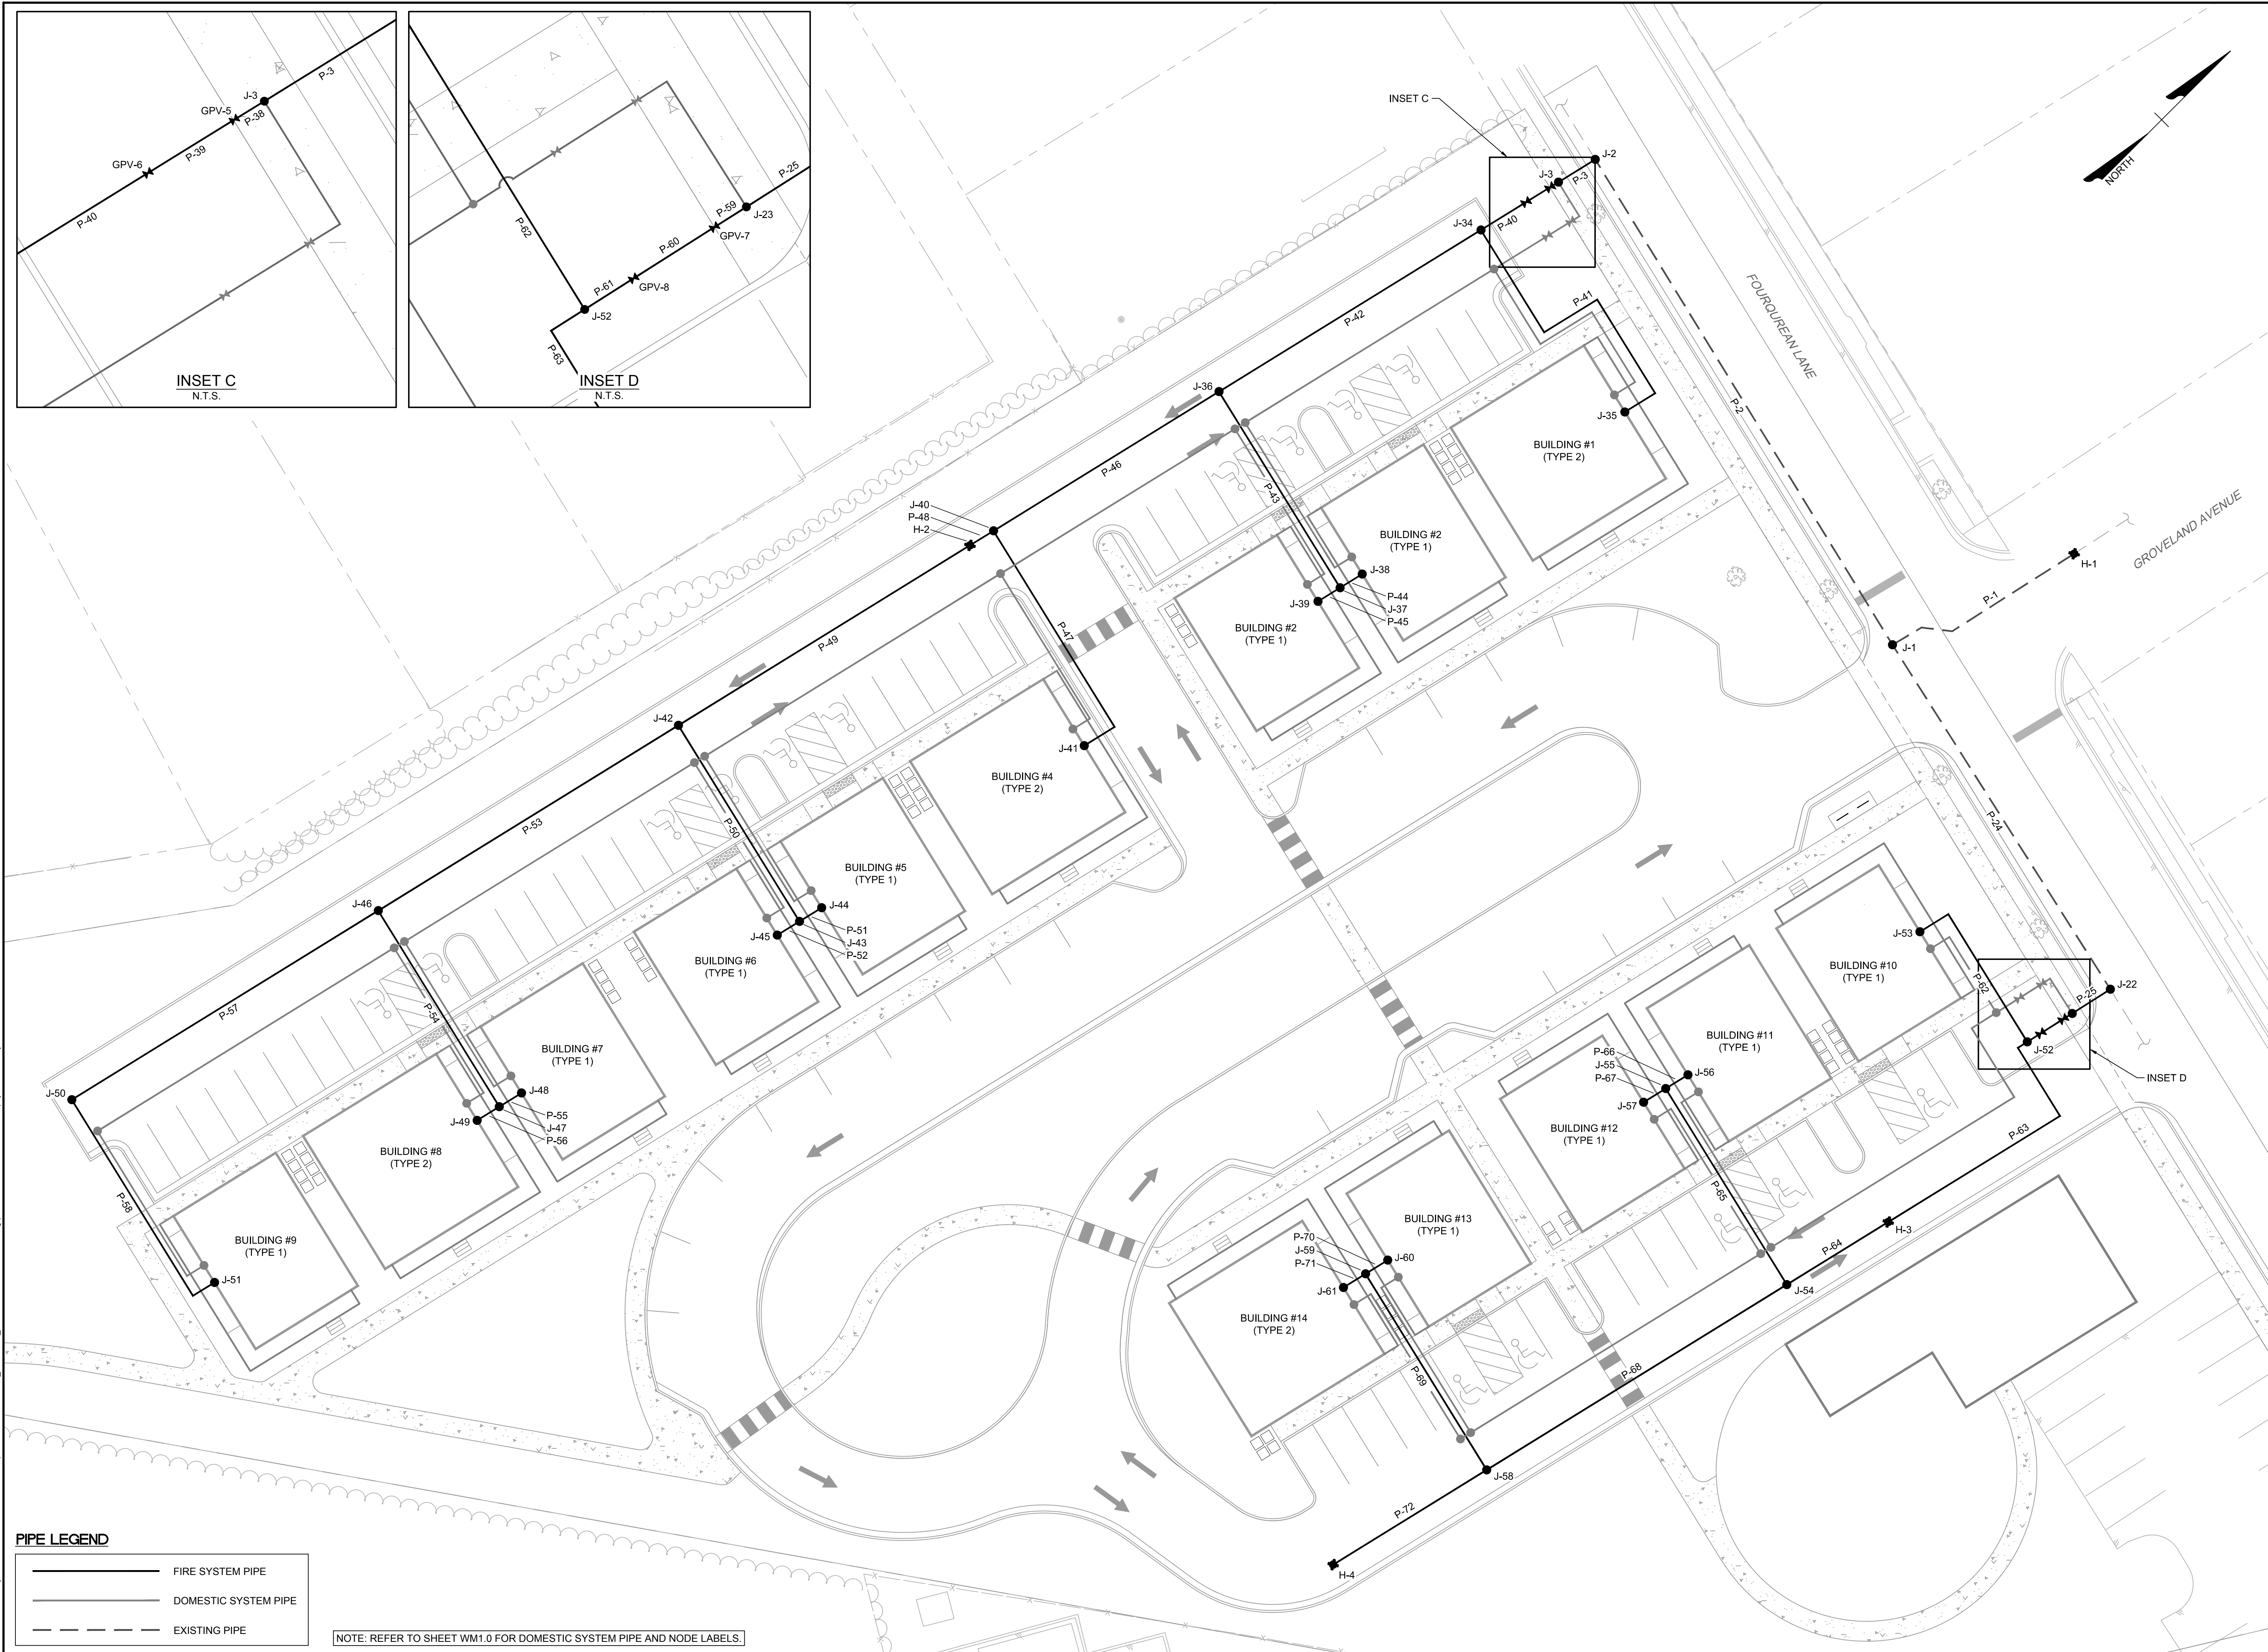 J-3
P-3
GPV-5
P-38
GPV-6
P-39
P-40
INSET C
N.T.S.
P-62
P-25
P-59
J-23
GPV-7
P-60
GPV-8
P-61
J-52
P-63
INSET D
N.T.S.
INSET C
J-2
J-3
P-3
P-40
J-34
P-41
P-42
J-35
J-36
P-2
FOURQUREAN LANE
NORTH
BUILDING #1
(TYPE 2)
P-46
P-43
J-40
P-48
H-2
BUILDING #2
(TYPE 1)
J-38
P-44
J-37
P-45
J-39
BUILDING #2
(TYPE 1)
GROVELAND AVENUE
H-1
P-1
J-1
P-47
P-49
J-42
J-41
BUILDING #4
(TYPE 2)
P-53
P-50
BUILDING #5
(TYPE 1)
J-44
P-51
J-43
P-52
J-45
BUILDING #6
(TYPE 1)
P-24
J-46
J-53
BUILDING #10
(TYPE 1)
P-62
P-25
J-22
J-52
INSET D
P-57
P-54
BUILDING #7
(TYPE 1)
BUILDING #11
(TYPE 1)
P-66
J-55
P-67
J-56
J-57
J-50
J-48
P-55
J-47
P-56
J-49
BUILDING #12
(TYPE 1)
P-63
BUILDING #8
(TYPE 2)
P-58
P-65
BUILDING #9
(TYPE 1)
BUILDING #13
(TYPE 1)
H-3
P-64
P-70
J-59
P-71
J-60
J-61
J-51
J-54
BUILDING #14
(TYPE 2)
P-69
P-68
J-58
P-72
H-4
PIPE LEGEND
FIRE SYSTEM PIPE
DOMESTIC SYSTEM PIPE
EXISTING PIPE
NOTE: REFER TO SHEET WM1.0 FOR DOMESTIC SYSTEM PIPE AND NODE LABELS.